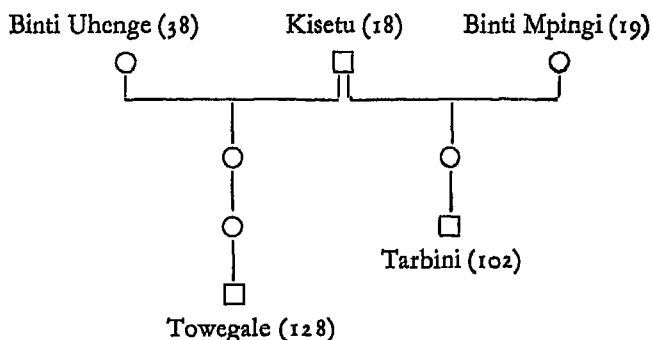 Binti Uhenge (38) Kisetu (18) Binti Mpingi (19)
Tarbini (102)
Towegale (128)